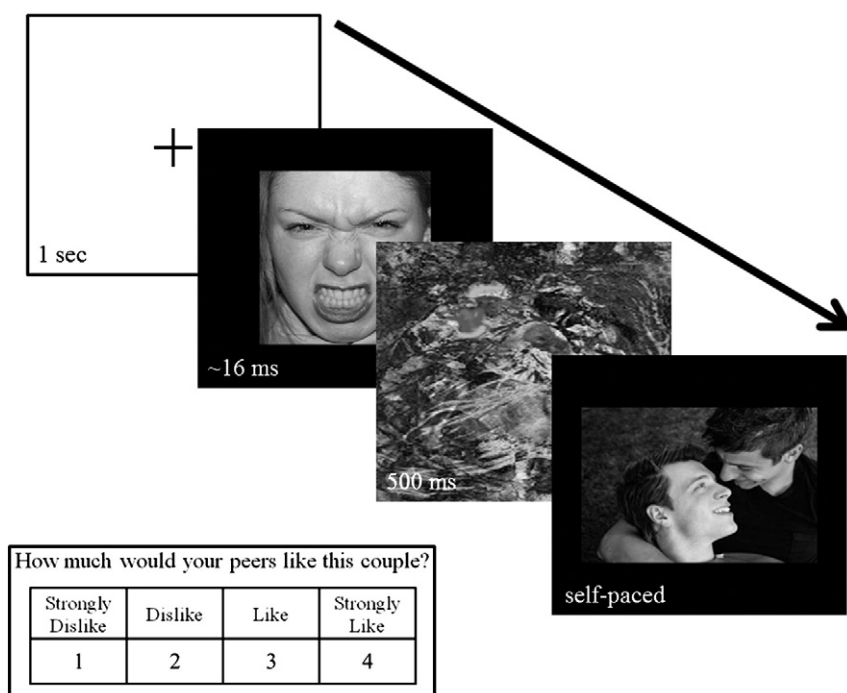 1 sec
~16 ms
500 ms
self-paced
How much would your peers like this couple?
Strongly Dislike Dislike Like Strongly Like
1 2 3 4